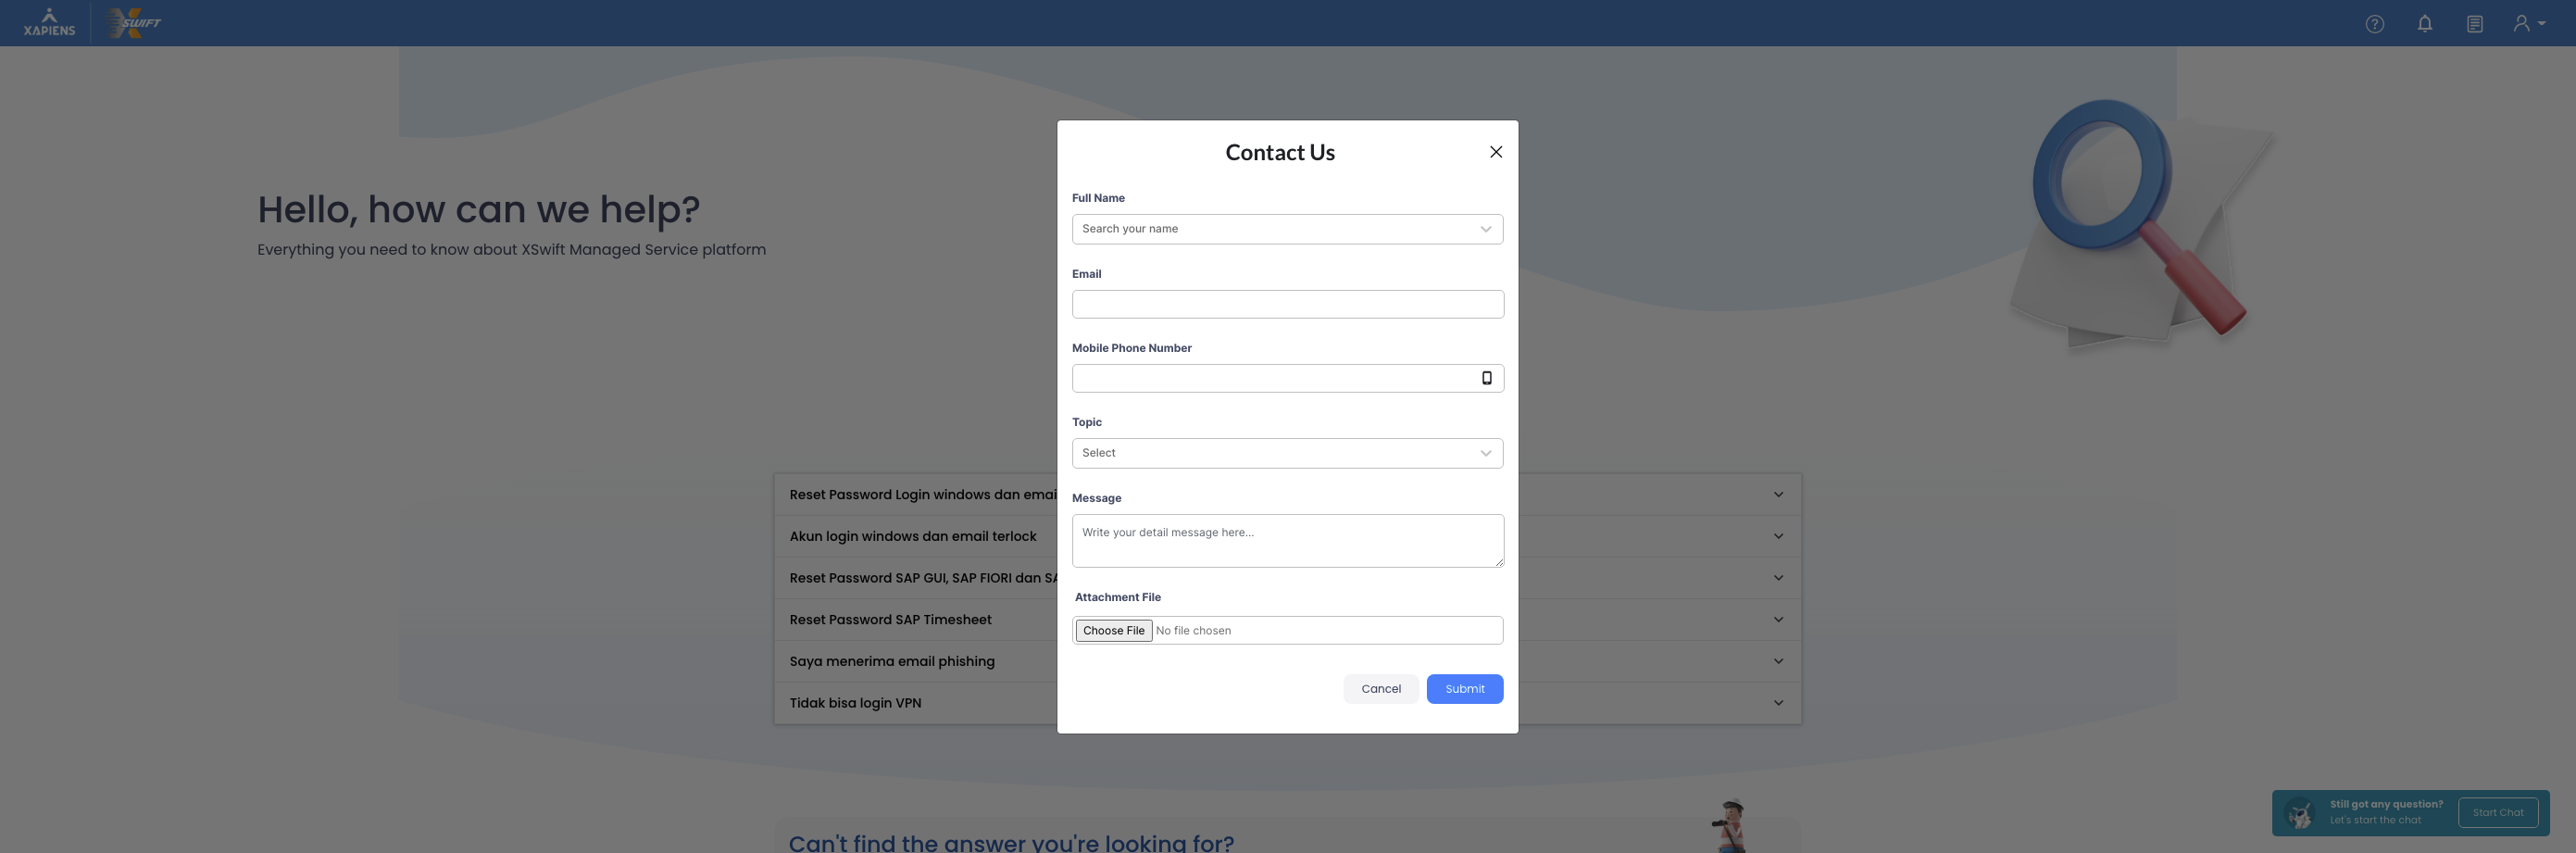 XAPIENS
XSWIFT
Hello, how can we help?
Everything you need to know about XSwift Managed Service platform
Contact Us
Full Name
Search your name
Email
Mobile Phone Number
Topic
Select
Message
Write your detail message here...
Attachment File
Choose File No file chosen
Cancel
Submit
Reset Password Login windows dan emai
Akun login windows dan email terlock
Reset Password SAP GUI, SAP FIORI dan SA
Reset Password SAP Timesheet
Saya menerima email phishing
Tidak bisa login VPN
Can't find the answer you're looking for?
Still got any question?
Let's start the chat
Start Chat